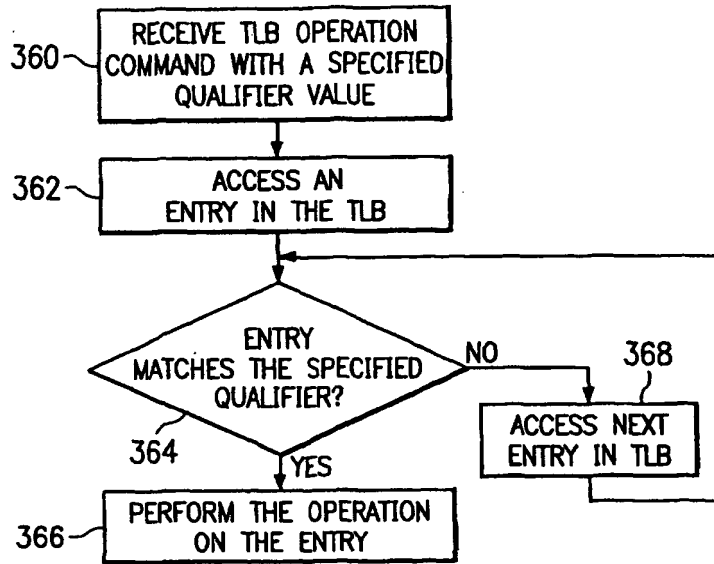 360
RECEIVE TLB OPERATION
COMMAND WITH A SPECIFIED
QUALIFIER VALUE
362
ACCESS AN
ENTRY IN THE TLB
ENTRY
MATCHES THE SPECIFIED
QUALIFIER?
364
NO
YES
368
ACCESS NEXT
ENTRY IN TLB
366
PERFORM THE OPERATION
ON THE ENTRY